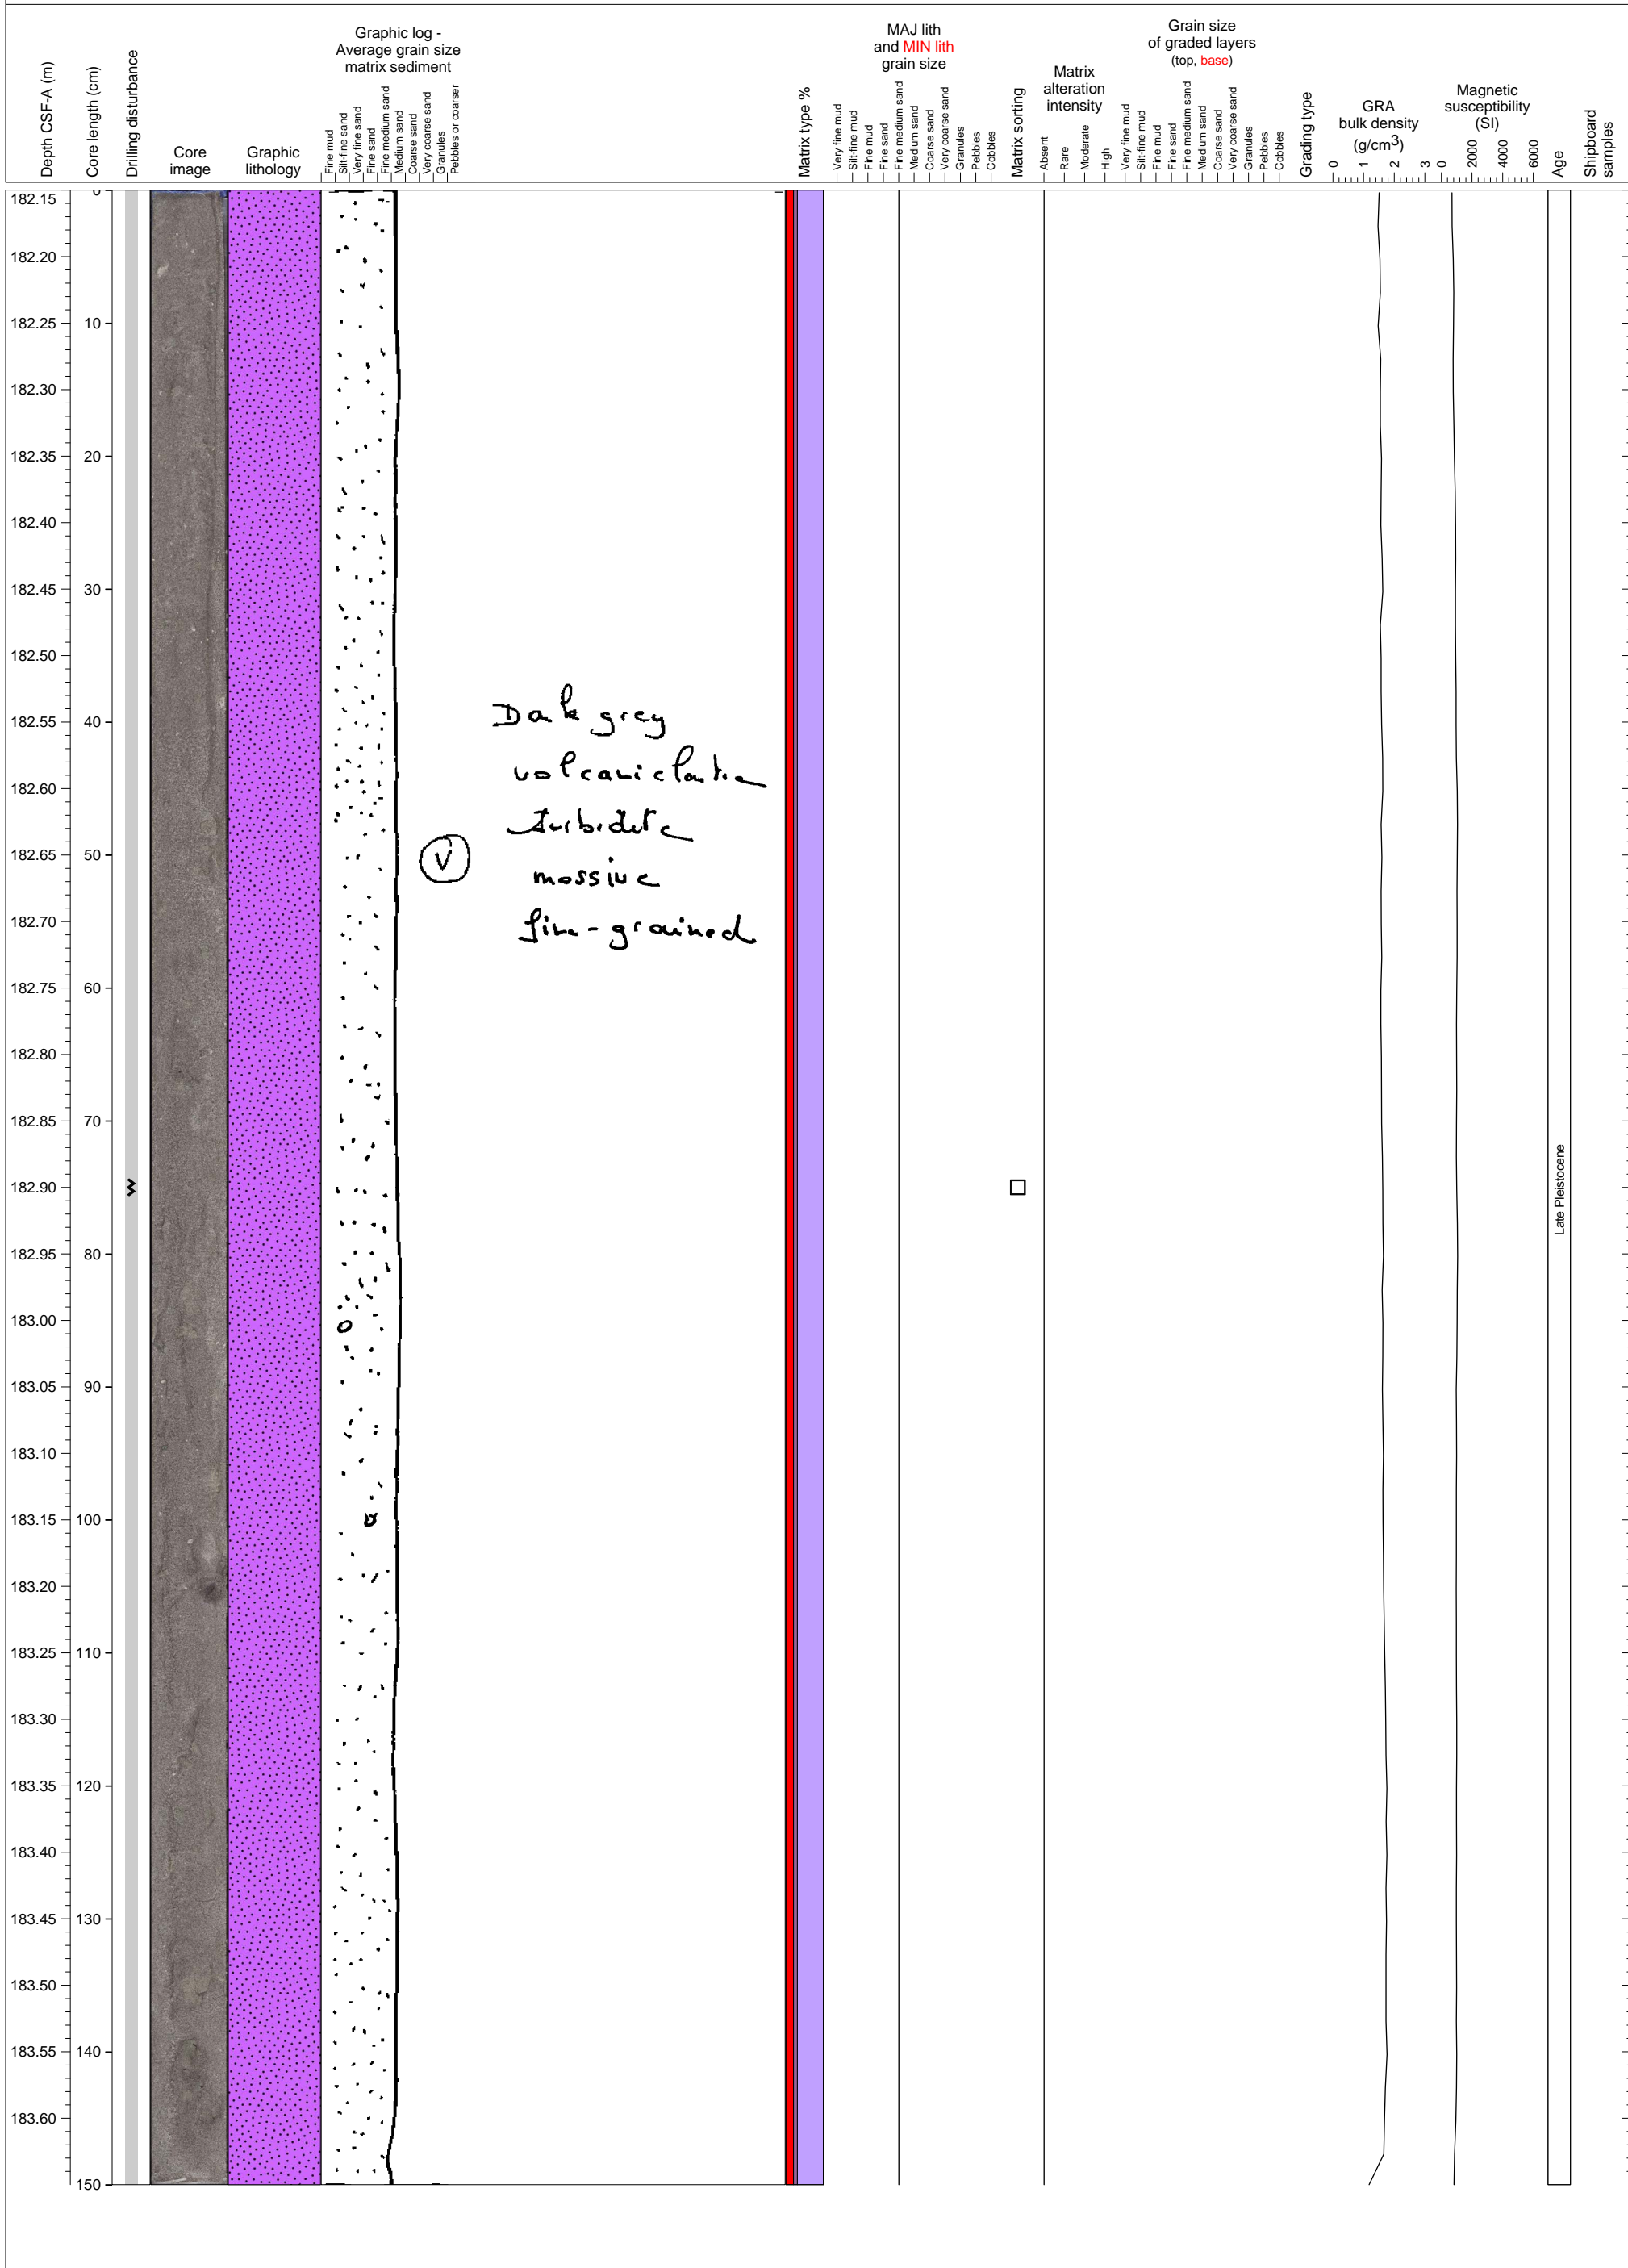 Graphic log -
Average grain size
matrix sediment
MAJ lith
and MIN lith
grain size
Grain size
of graded layers
(top, base)
Matrix
alteration
intensity
Magnetic
susceptibility
(SI)
GRA
bulk density
(g/cm3)
Depth CSF-A (m)
Core length (cm)
Drilling disturbance
Core
image
Graphic
lithology
Fine mud
Silt-fine sand
Very fine sand
Fine sand
Fine medium sand
Medium sand
Coarse sand
Very coarse sand
Granules
Pebbles or coarser
Matrix type %
Very fine mud
Silt-fine mud
Fine mud
Fine sand
Fine medium sand
Medium sand
Coarse sand
Very coarse sand
Granules
Pebbles
Cobbles
Matrix sorting
Absent
Rare
Moderate
High
Very fine mud
Silt-fine mud
Fine mud
Fine sand
Fine medium sand
Medium sand
Coarse sand
Very coarse sand
Granules
Pebbles
Cobbles
Grading type
0 1 2 3
0 2000 4000 6000
Age
Shipboard
samples
0
182.15
182.20
182.25 10
182.30
182.35 20
182.40
182.45 30
182.50
182.55 40
182.60
182.65 50
182.70
182.75 60
182.80
182.85 70
182.90
182.95 80
183.00
183.05 90
183.10
183.15 100
183.20
183.25 110
183.30
183.35 120
183.40
183.45 130
183.50
183.55 140
183.60
150
Dark grey
volcaniclastic
turbidite
massive
fine-grained
V
Late Pleistocene